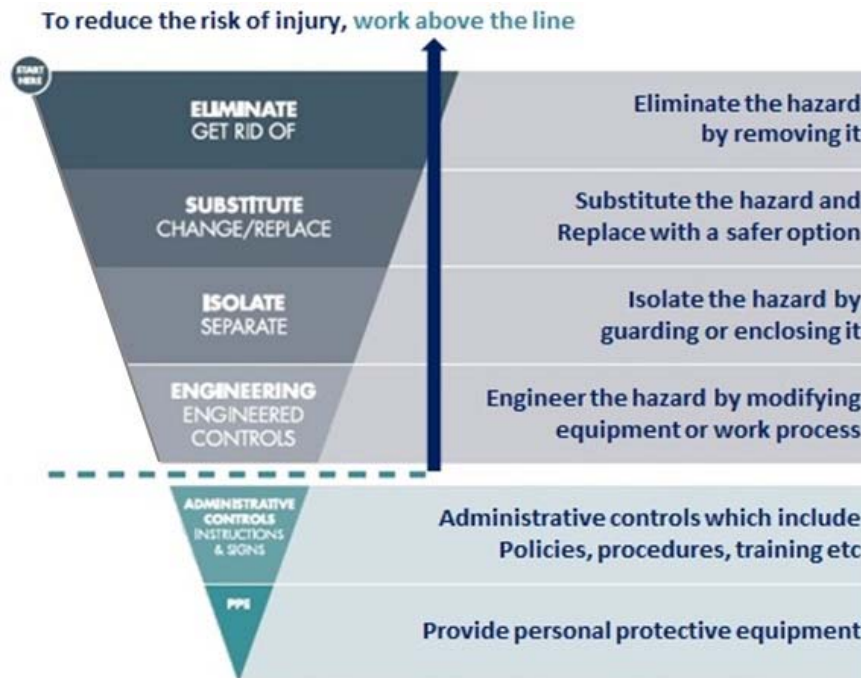 To reduce the risk of injury, work above the line
START
HERE
ELIMINATE
GET RID OF
Eliminate the hazard
by removing it
SUBSTITUTE
CHANGE/REPLACE
Substitute the hazard and
Replace with a safer option
ISOLATE
SEPARATE
Isolate the hazard by
guarding or enclosing it
ENGINEERING
ENGINEERED
CONTROLS
Engineer the hazard by modifying
equipment or work process
ADMINISTRATIVE
CONTROLS
INSTRUCTIONS
& SIGNS
Administrative controls which include
Policies, procedures, training etc
PPE
Provide personal protective equipment